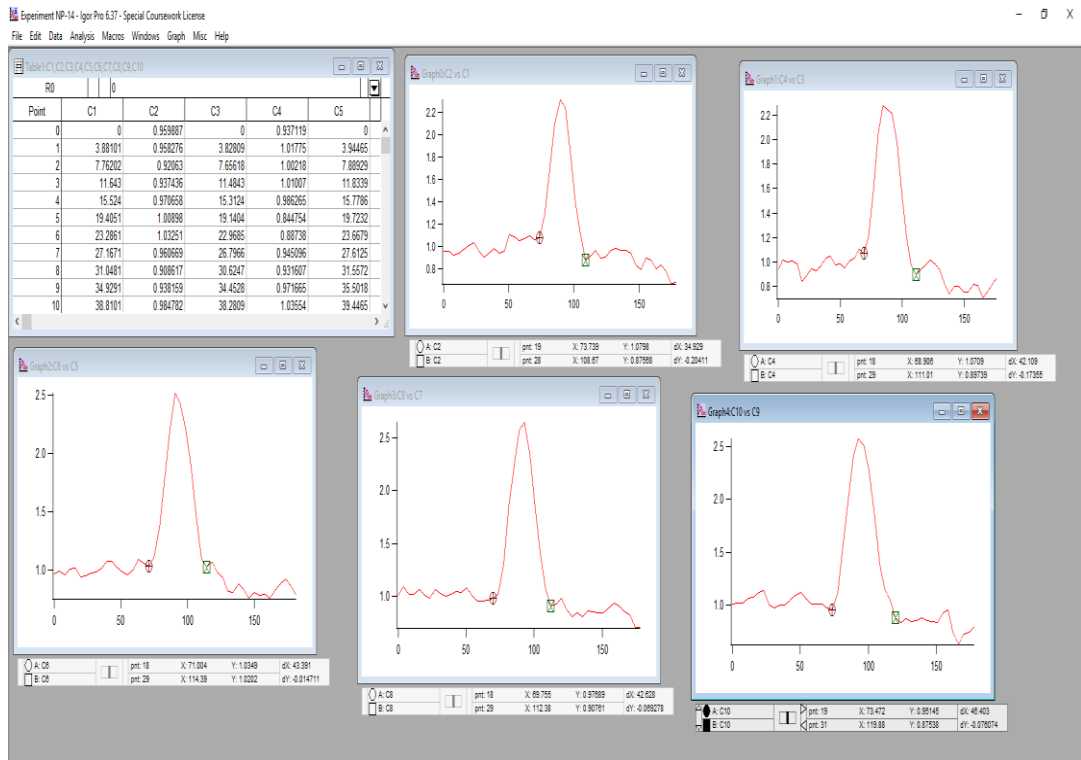 Experiment NP-14 - Igor Pro 6.37 - Special Coursework License
File Edit Data Analysis Macros Windows Graph Misc Help
Table1:C1,C2,C3,C4,C5,C6,C7,C8,C9,C10
R0 0
Point C1 C2 C3 C4 C5
0 0 0.959887 0 0.937119 0
1 3.88101 0.958276 3.82809 1.01775 3.94465
2 7.76202 0.92063 7.65618 1.00218 7.88929
3 11.643 0.937436 11.4843 1.01007 11.8339
4 15.524 0.970658 15.3124 0.986265 15.7786
5 19.4051 1.00898 19.1404 0.844754 19.7232
6 23.2861 1.03251 22.9685 0.88738 23.6679
7 27.1671 0.960669 26.7966 0.945096 27.6125
8 31.0481 0.908617 30.6247 0.931607 31.5572
9 34.9291 0.938159 34.4528 0.971665 35.5018
10 38.8101 0.984782 38.2809 1.03554 39.4465
Graph0:C2 vs C1
2.2
2.0
1.8
1.6
1.4
1.2
1.0
0.8
0 50 100 150
A: C2 pnt: 19 X: 73.739 Y: 1.0798 dX: 34.929
B: C2 pnt: 28 X: 108.67 Y: 0.87568 dY: -0.20411
Graph1:C4 vs C3
2.2
2.0
1.8
1.6
1.4
1.2
1.0
0.8
0 50 100 150
A: C4 pnt: 18 X: 68.906 Y: 1.0709 dX: 42.109
B: C4 pnt: 29 X: 111.01 Y: 0.89739 dY: -0.17355
Graph2:C6 vs C5
2.5
2.0
1.5
1.0
0 50 100 150
A: C6 pnt: 18 X: 71.004 Y: 1.0349 dX: 43.391
B: C6 pnt: 29 X: 114.39 Y: 1.0202 dY: -0.014711
Graph3:C8 vs C7
2.5
2.0
1.5
1.0
0 50 100 150
A: C8 pnt: 18 X: 69.755 Y: 0.97689 dX: 42.628
B: C8 pnt: 29 X: 112.38 Y: 0.90761 dY: -0.069278
Graph4:C10 vs C9
2.5
2.0
1.5
1.0
0 50 100 150
A: C10 pnt: 19 X: 73.472 Y: 0.95145 dX: 46.403
B: C10 pnt: 31 X: 119.88 Y: 0.87538 dY: -0.076074